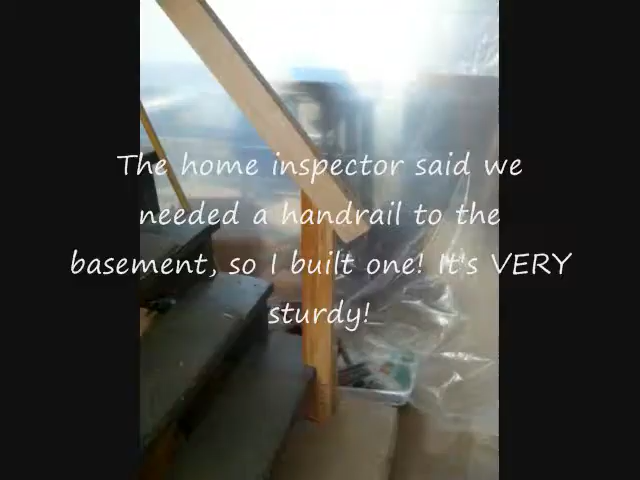 The home inspector said we
needed a handrail to the
basement, so I built one! It's VERY
sturdy!